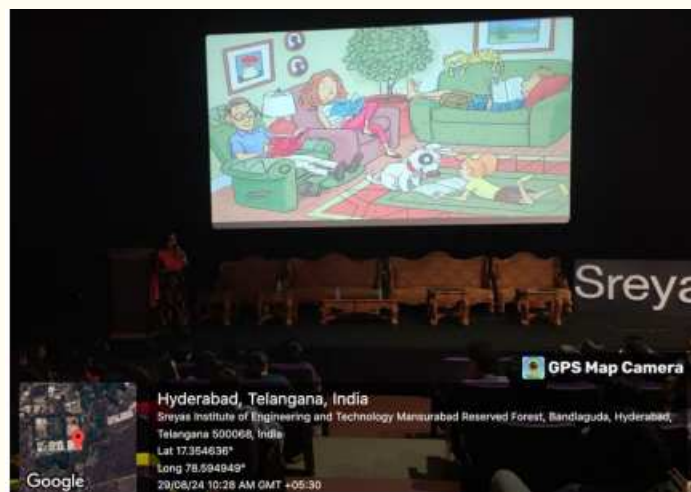 Sreya
GPS Map Camera
Hyderabad, Telangana, India
Sreyas Institute of Engineering and Technology Mansurabad Reserved Forest, Bandlaguda, Hyderabad,
Telangana 500068, India
Lat 17.354636°
Long 78.594949°
29/08/24 10:28 AM GMT +05:30
Google